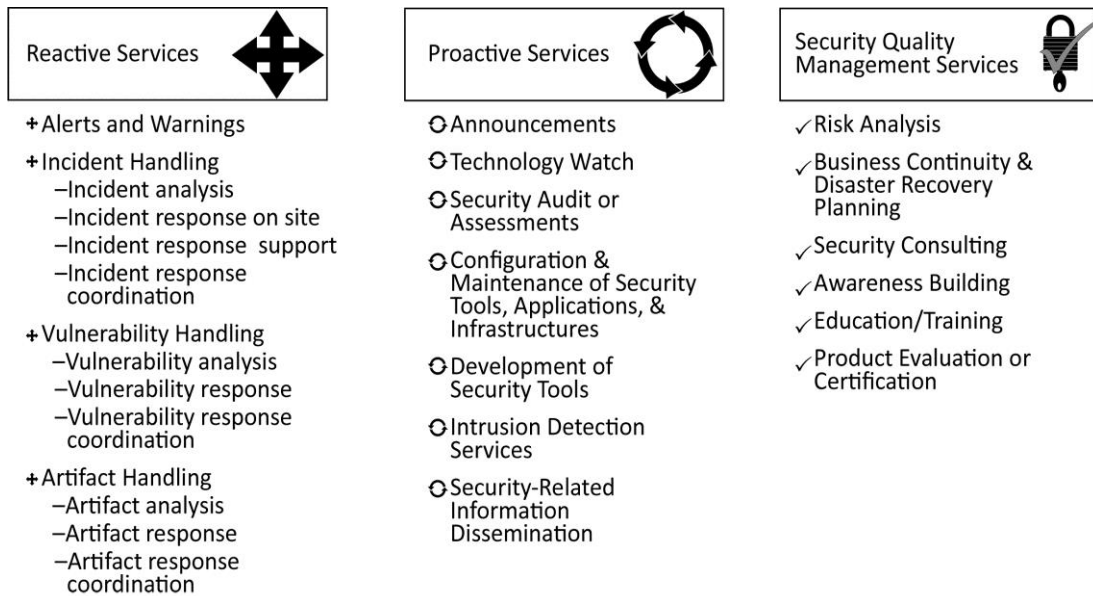 Reactive Services
+Alerts and Warnings
+Incident Handling
–Incident analysis
–Incident response on site
–Incident response support
–Incident response
coordination
+Vulnerability Handling
–Vulnerability analysis
–Vulnerability response
–Vulnerability response
coordination
+Artifact Handling
–Artifact analysis
–Artifact response
–Artifact response
coordination
Proactive Services
Announcements
Technology Watch
Security Audit or
Assessments
Configuration &
Maintenance of Security
Tools, Applications, &
Infrastructures
Development of
Security Tools
Intrusion Detection
Services
Security-Related
Information
Dissemination
Security Quality
Management Services
✓Risk Analysis
✓Business Continuity &
Disaster Recovery
Planning
✓Security Consulting
✓Awareness Building
✓Education/Training
✓Product Evaluation or
Certification